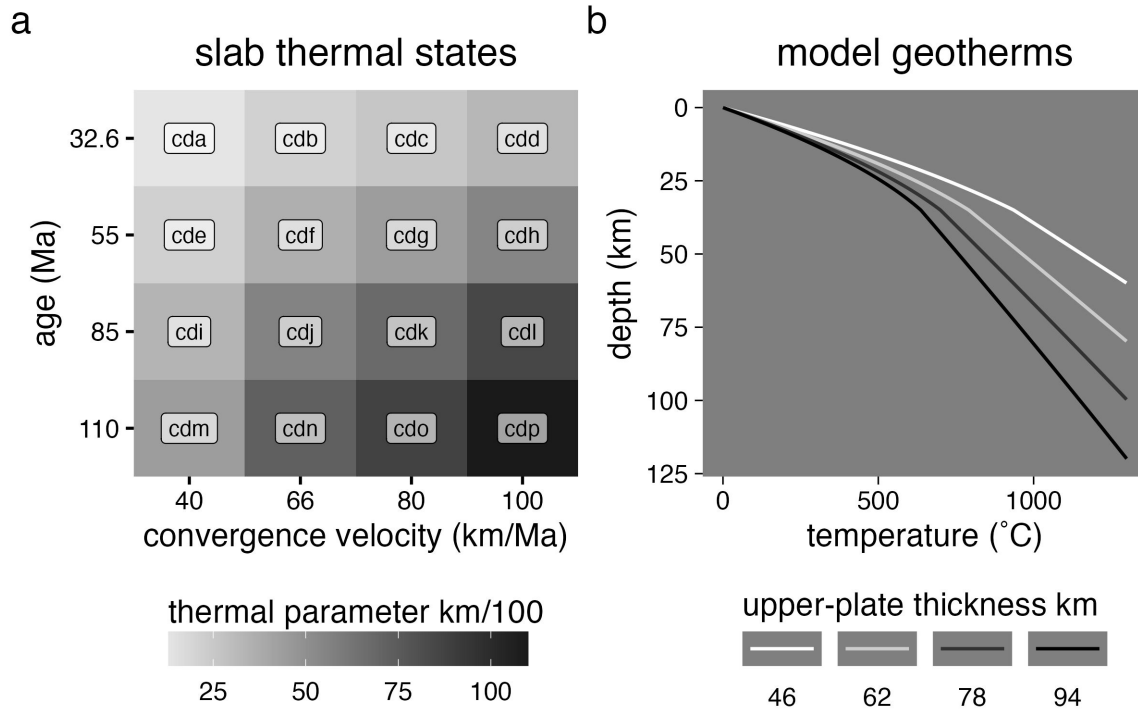 a
slab thermal states
age (Ma)
32.6
cda
cdb
cdc
cdd
55
cde
cdf
cdg
cdh
85
cdi
cdj
cdk
cdl
110
cdm
cdn
cdo
cdp
40
66
80
100
convergence velocity (km/Ma)
thermal parameter km/100
25
50
75
100
b
model geotherms
depth (km)
0
25
50
75
100
125
0
500
1000
temperature (˚C)
upper-plate thickness km
46
62
78
94